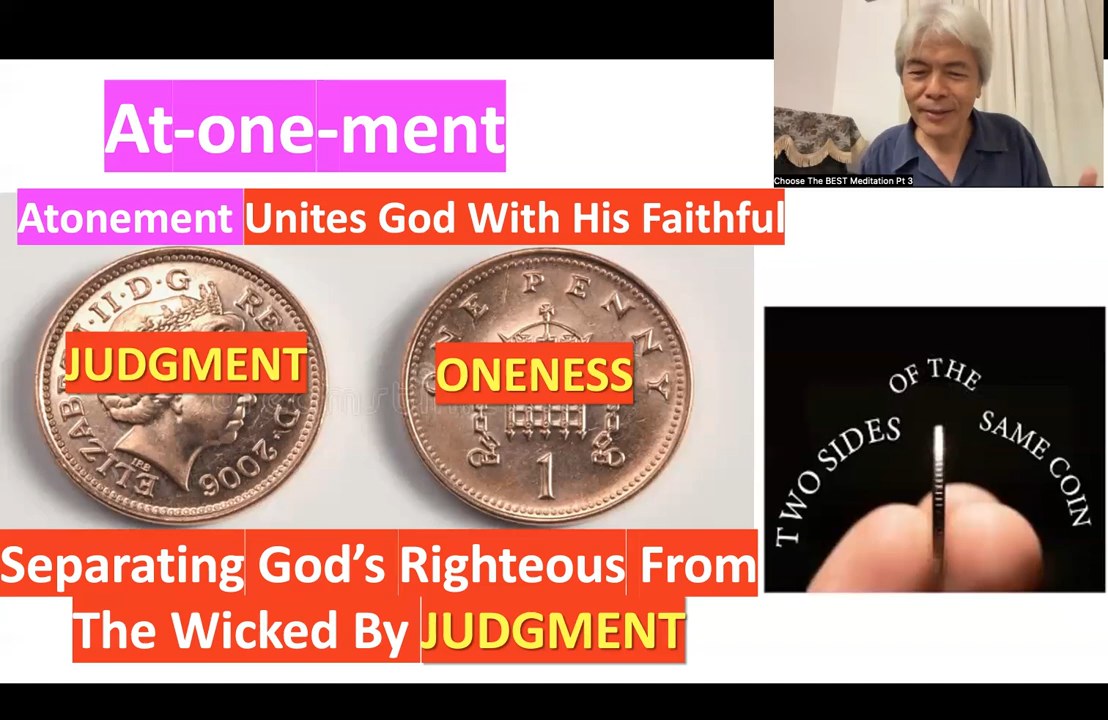 At-one-ment
Choose The BEST Meditation Pt 3
Atonement Unites God With His Faithful
ELIZABETH·II·D·G REG
F·D·2006
IRB
JUDGMENT
ONE PENNY
1
ONENESS
TWO SIDES OF THE SAME COIN
Separating God's Righteous From
The Wicked By JUDGMENT